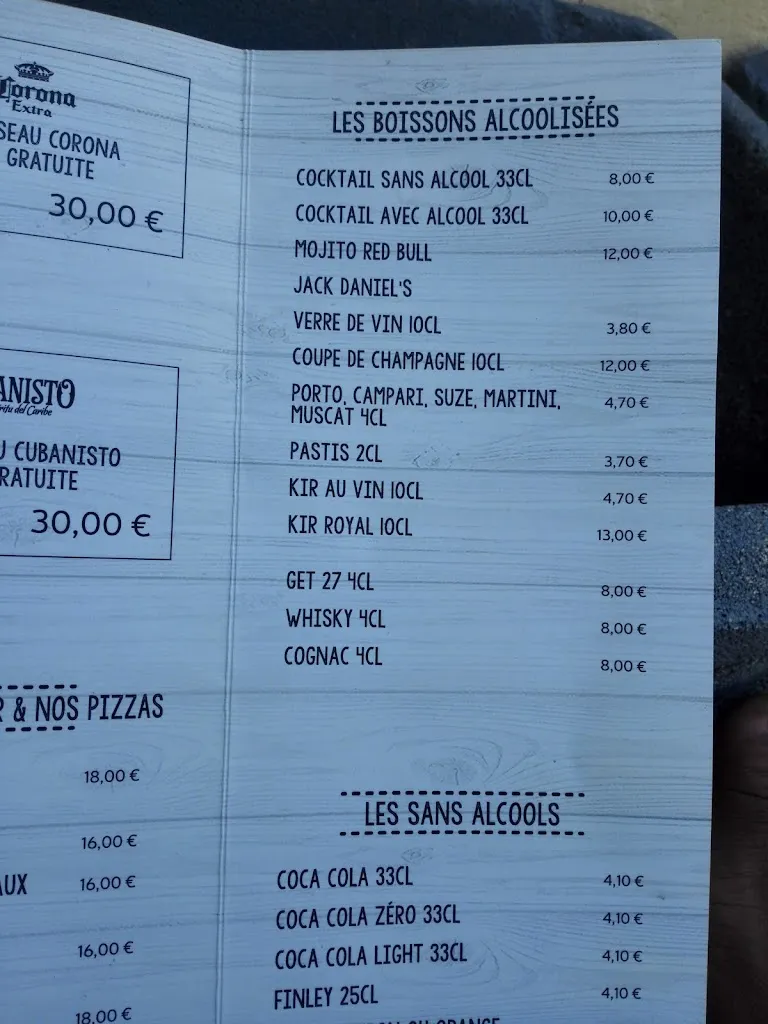 Corona
Extra
SEAU CORONA
GRATUITE
30,00 €
ANISTO
del Caribe
CUBANISTO
RATUITE
30,00 €
& NOS PIZZAS
18,00 €
16,00 €
AUX 16,00 €
16,00 €
18,00 €
LES BOISSONS ALCOOLISÉES
COCKTAIL SANS ALCOOL 33CL 8,00 €
COCKTAIL AVEC ALCOOL 33CL 10,00 €
MOJITO RED BULL 12,00 €
JACK DANIEL'S
VERRE DE VIN 10CL 3,80 €
COUPE DE CHAMPAGNE 10CL 12,00 €
PORTO, CAMPARI, SUZE, MARTINI, 4,70 €
MUSCAT 4CL
PASTIS 2CL 3,70 €
KIR AU VIN 10CL 4,70 €
KIR ROYAL 10CL 13,00 €
GET 27 4CL 8,00 €
WHISKY 4CL 8,00 €
COGNAC 4CL 8,00 €
LES SANS ALCOOLS
COCA COLA 33CL 4,10 €
COCA COLA ZÉRO 33CL 4,10 €
COCA COLA LIGHT 33CL 4,10 €
FINLEY 25CL 4,10 €